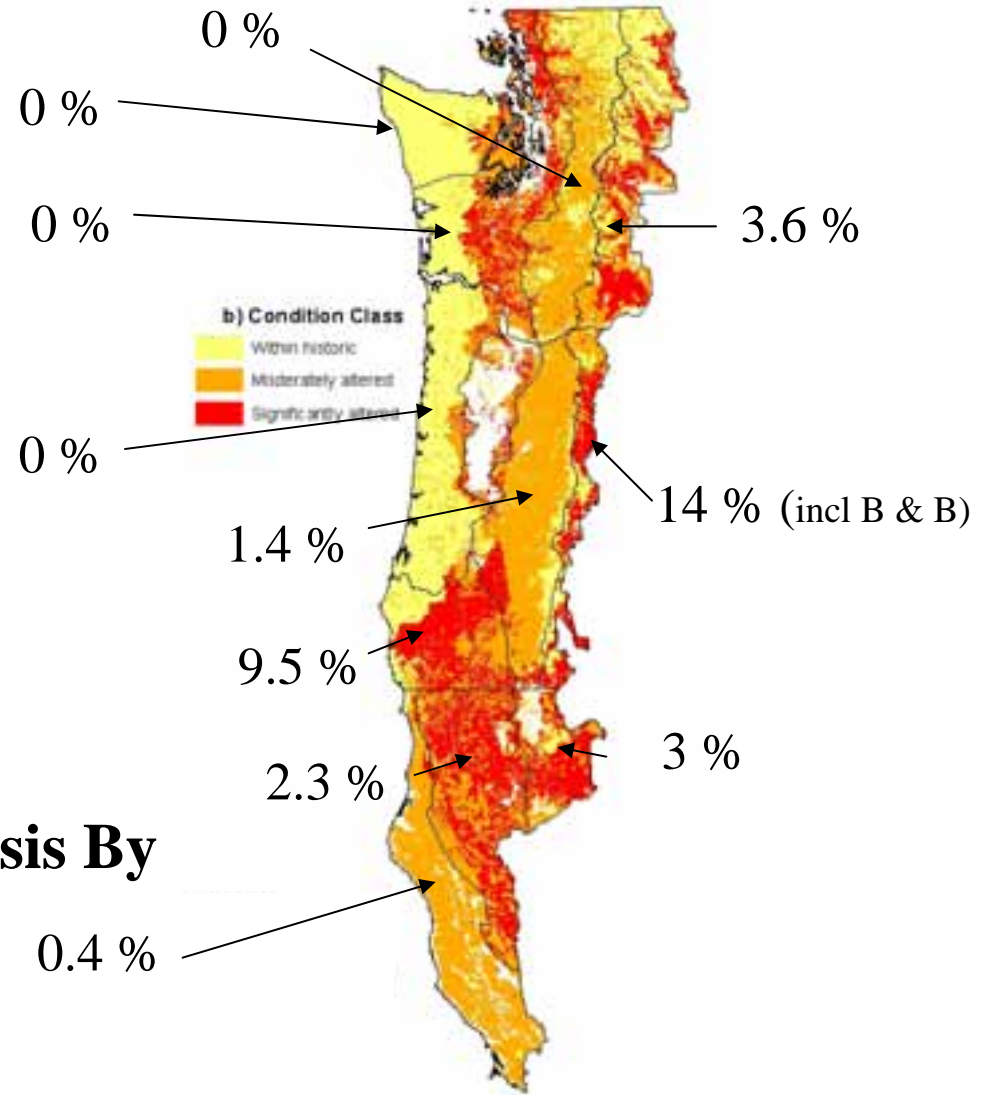 0 %
0 %
0 %
3.6 %
b) Condition Class
Within historic
Moderately altered
Significantly altered
0 %
14 % (incl B & B)
1.4 %
9.5 %
3 %
2.3 %
sis By
0.4 %